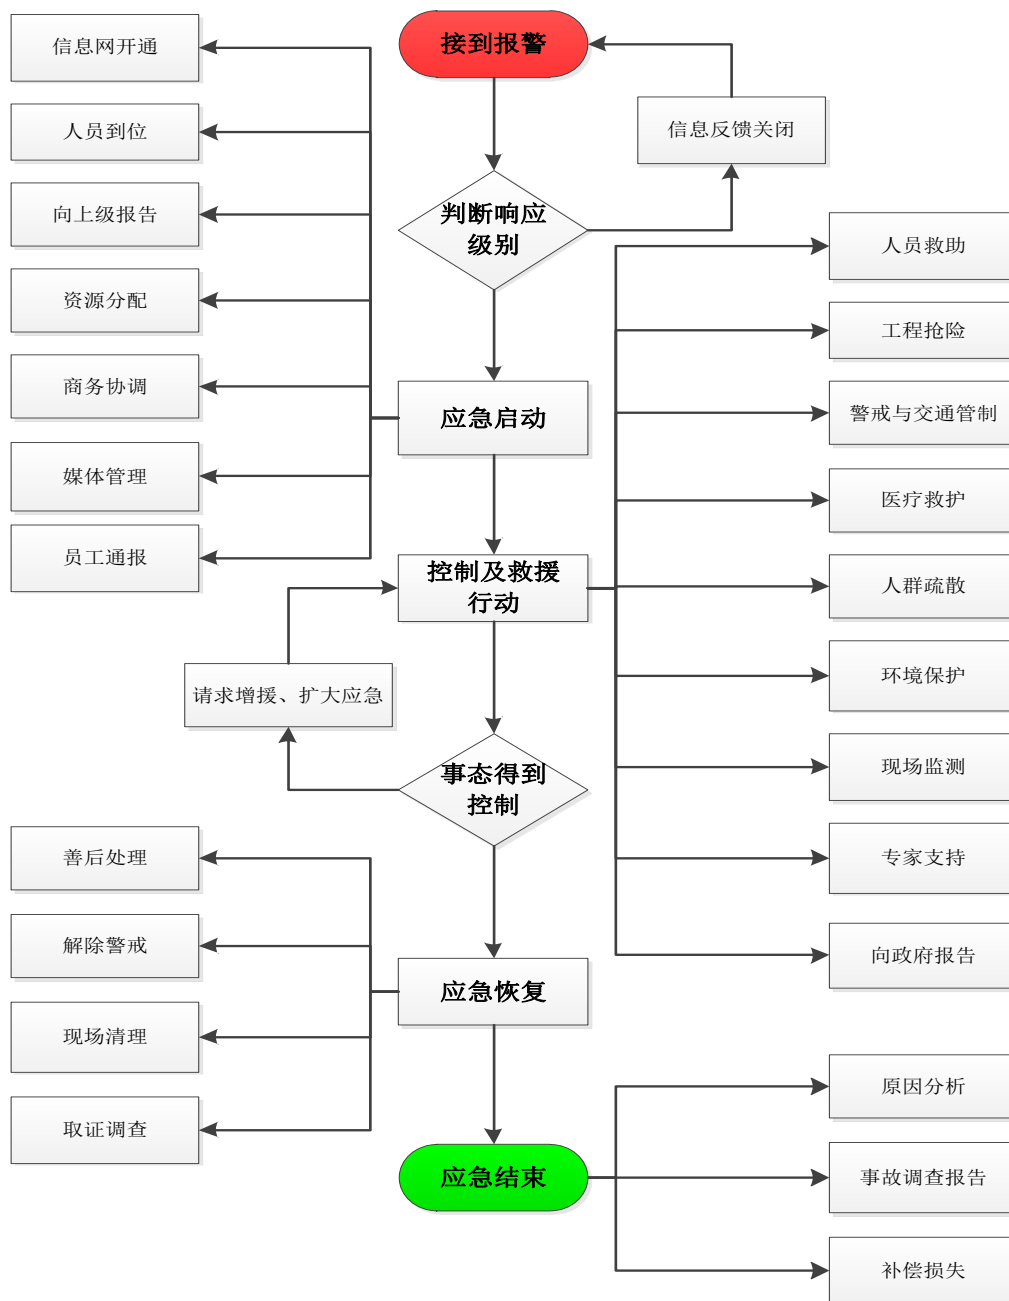 接到报警
信息网开通
人员到位
信息反馈关闭
向上级报告
判断响应
级别
人员救助
资源分配
工程抢险
商务协调
应急启动
警戒与交通管制
媒体管理
医疗救护
员工通报
控制及救援
行动
人群疏散
请求增援、扩大应急
环境保护
事态得到
控制
现场监测
善后处理
专家支持
解除警戒
向政府报告
应急恢复
现场清理
原因分析
取证调查
应急结束
事故调查报告
补偿损失